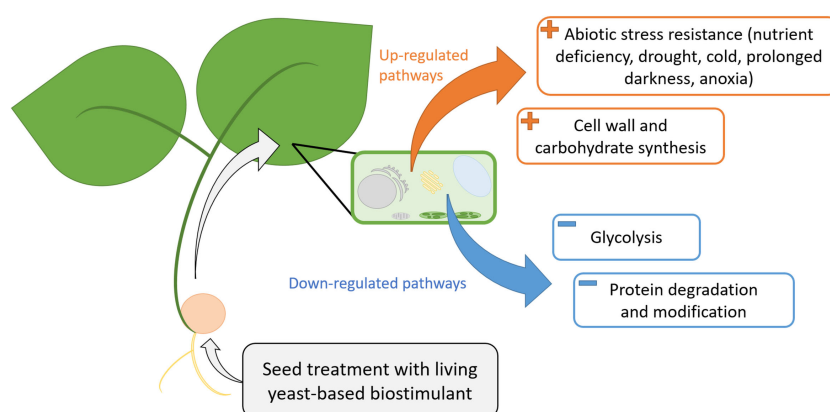 Up-regulated
pathways
Abiotic stress resistance (nutrient
deficiency, drought, cold, prolonged
darkness, anoxia)
Cell wall and
carbohydrate synthesis
Glycolysis
Down-regulated pathways
Protein degradation
and modification
Seed treatment with living
yeast-based biostimulant